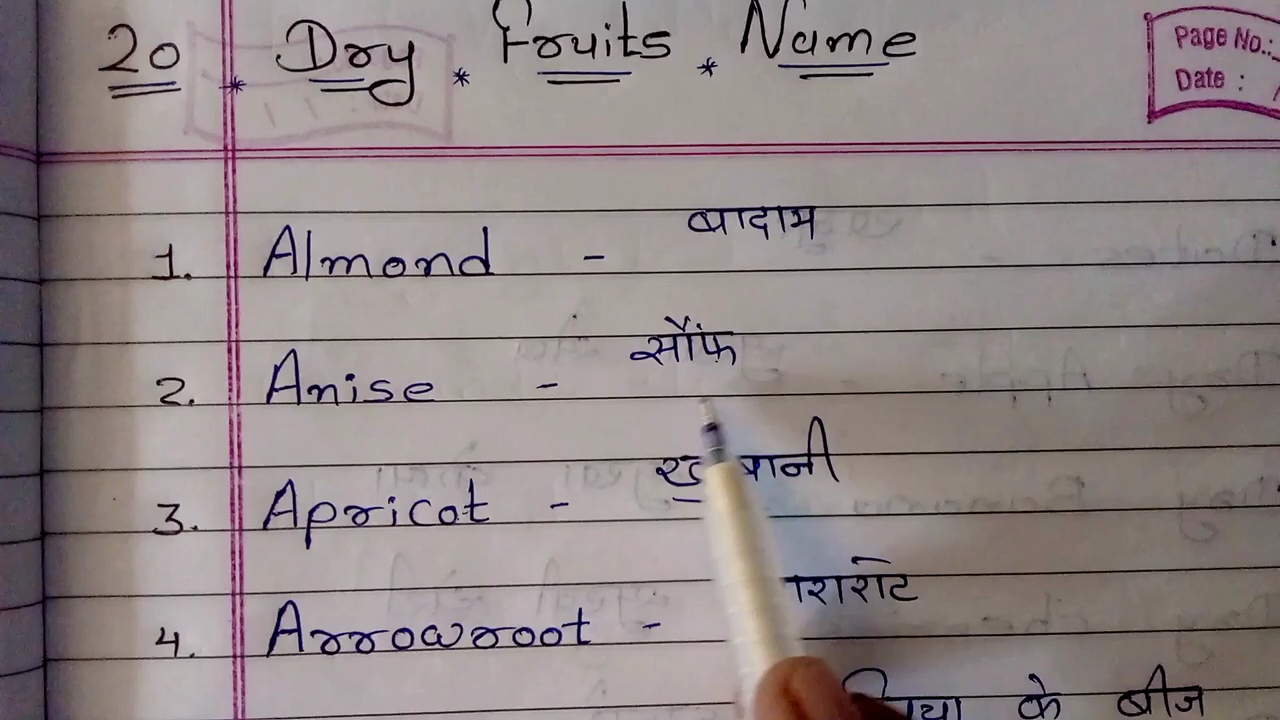 20 * Dry * Fruits * Name
Page No.:
Date :
1. Almond - बादाम
2. Anise - सौंफ
3. Apricot -
4. Arrowroot -
के बीज